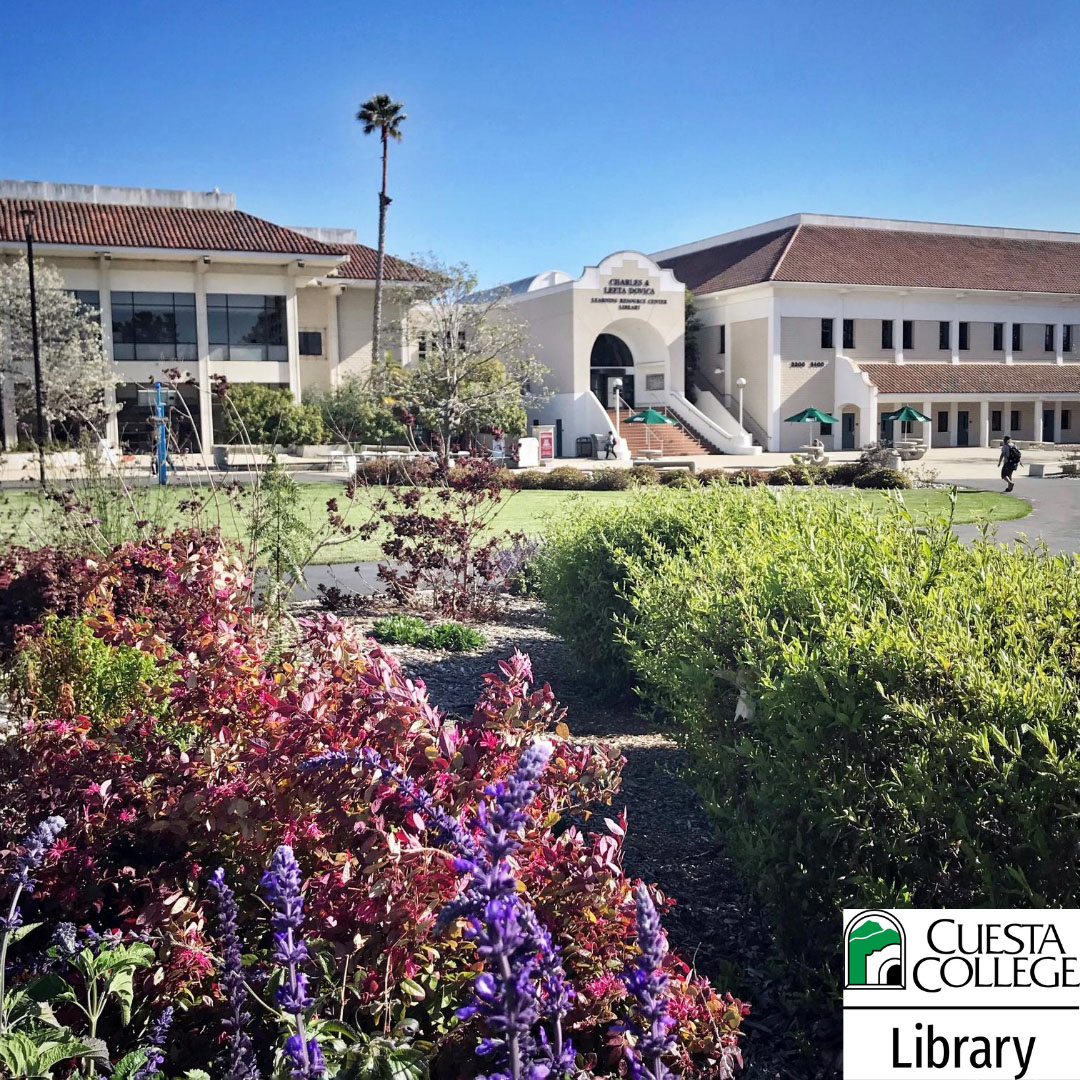 CHARLES &
LEETA DOVICA
LEARNING RESOURCE CENTER
LIBRARY
CUESTA
COLLEGE
Library